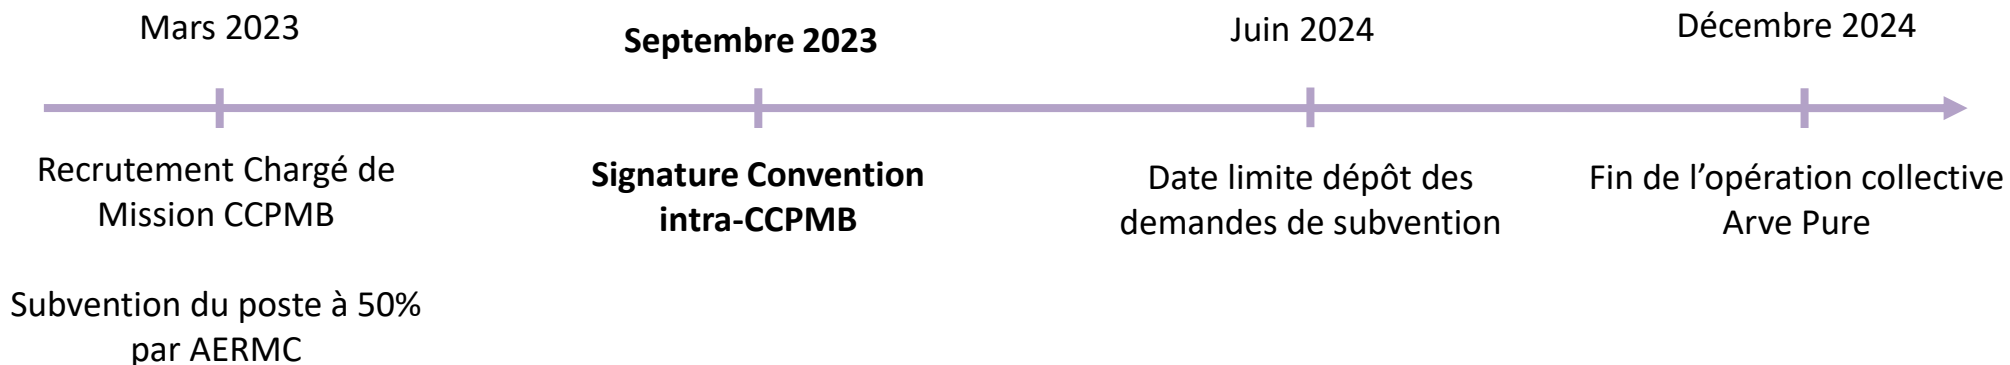 Mars 2023
Septembre 2023
Juin 2024
Décembre 2024
Recrutement Chargé de
Mission CCPMB
Subvention du poste à 50%
par AERMC
Signature Convention
intra-CCPMB
Date limite dépôt des
demandes de subvention
Fin de l’opération collective
Arve Pure